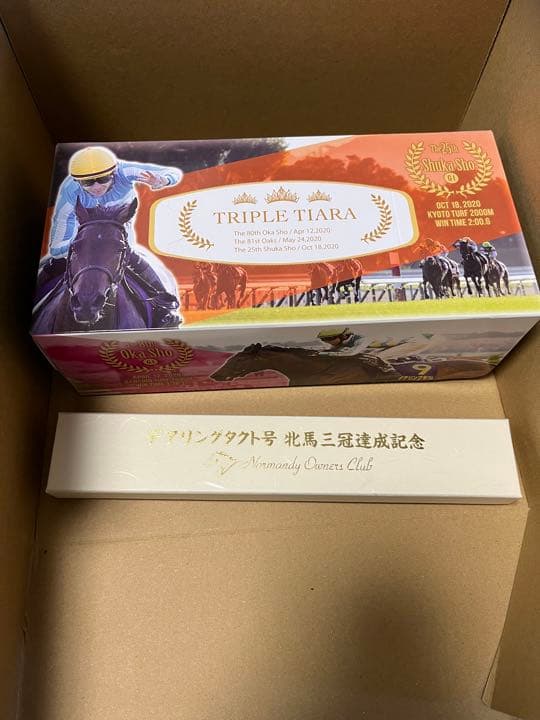 The 25th
Shuka Sho
G1
OCT 18, 2020
KYOTO TURF 2000M
WIN TIME 2:00.6
TRIPLE TIARA
The 80th Oka Sho / Apr 12,2020
The 81st Oaks / May 24,2020
The 25th Shuka Sho / Oct 18,2020
Oka Sho
G1
9
デアリングタクト号 牝馬三冠達成記念
Normandy Owners Club